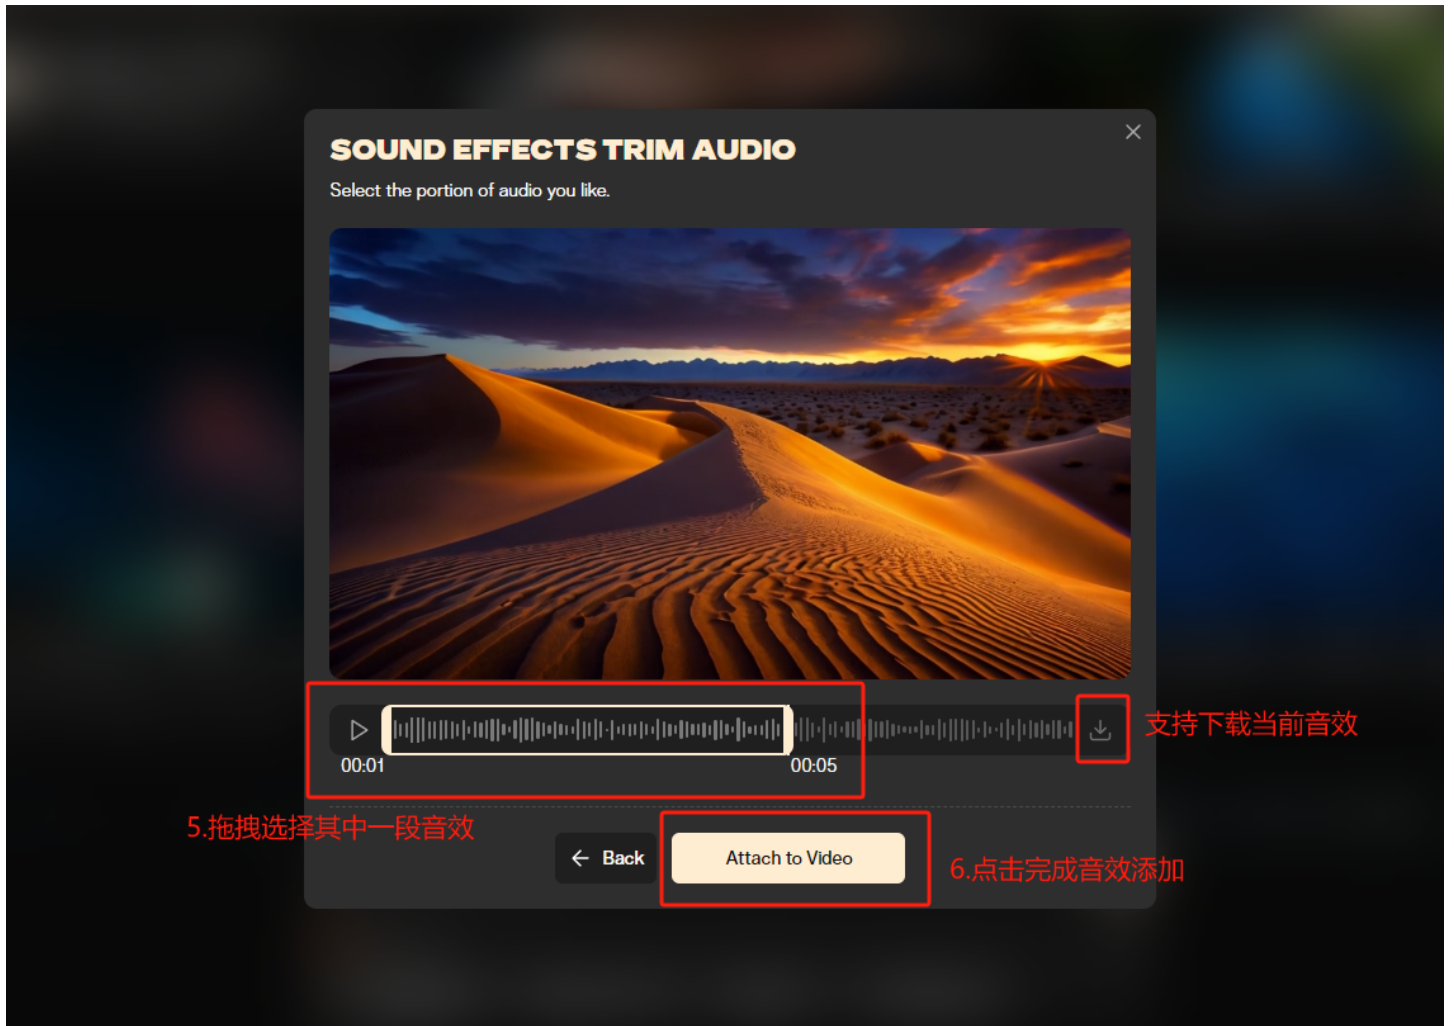 SOUND EFFECTS TRIM AUDIO
Select the portion of audio you like.
支持下载当前音效
00:01
00:05
5.拖拽选择其中一段音效
Back
Attach to Video
6.点击完成音效添加